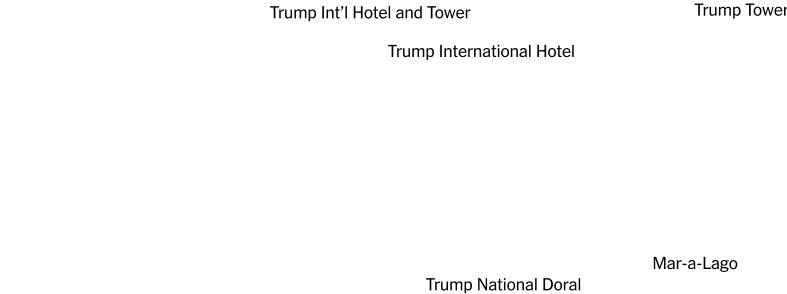 Trump Int’l Hotel and Tower
Trump Tower
Trump International Hotel
Mar-a-Lago
Trump National Doral